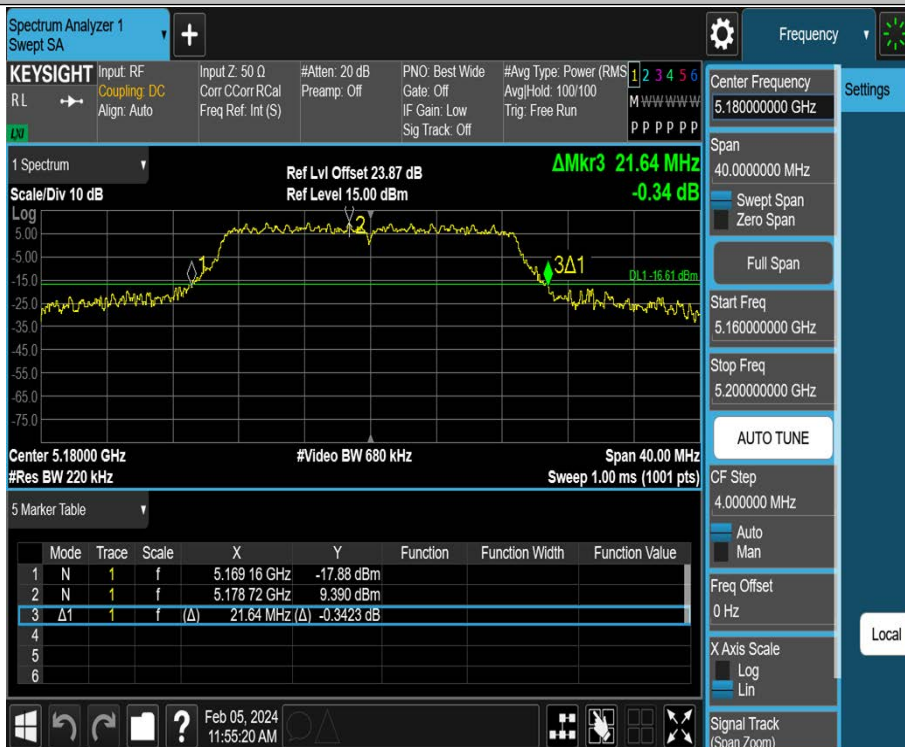 Spectrum Analyzer 1
Swept SA
+
Frequency
KEYSIGHT
RL
LXI
Input: RF
Coupling: DC
Align: Auto
Input Z: 50 Ω
Corr CCorr RCal
Freq Ref: Int (S)
#Atten: 20 dB
Preamp: Off
PNO: Best Wide
Gate: Off
IF Gain: Low
Sig Track: Off
#Avg Type: Power (RMS
Avg|Hold: 100/100
Trig: Free Run
1 2 3 4 5 6
M W W W W W
P P P P P P
1 Spectrum
Scale/Div 10 dB
Ref Lvl Offset 23.87 dB
Ref Level 15.00 dBm
ΔMkr3 21.64 MHz
-0.34 dB
Log
5.00
-5.00
-15.0
-25.0
-35.0
-45.0
-55.0
-65.0
-75.0
1
2
3Δ1
DL1 -16.61 dBm
Center 5.18000 GHz
#Video BW 680 kHz
Span 40.00 MHz
#Res BW 220 kHz
Sweep 1.00 ms (1001 pts)
5 Marker Table
Mode Trace Scale X Y Function Function Width Function Value
1 N 1 f 5.169 16 GHz -17.88 dBm
2 N 1 f 5.178 72 GHz 9.390 dBm
3 Δ1 1 f (Δ) 21.64 MHz (Δ) -0.3423 dB
4
5
6
?
Feb 05, 2024
11:55:20 AM
Center Frequency
5.180000000 GHz
Span
40.0000000 MHz
Swept Span
Zero Span
Full Span
Start Freq
5.160000000 GHz
Stop Freq
5.200000000 GHz
AUTO TUNE
CF Step
4.000000 MHz
Auto
Man
Freq Offset
0 Hz
X Axis Scale
Log
Lin
Signal Track
(Span Zoom)
Settings
Local